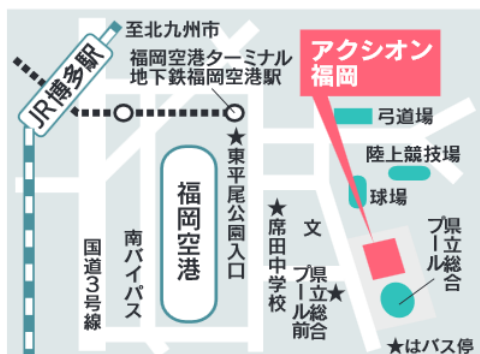 至北九州市
JR博多駅
福岡空港ターミナル
地下鉄福岡空港駅
アクシオン
福岡
弓道場
陸上競技場
球場
★東平尾公園入口
福岡空港
国道3号線
南バイパス
★席田中学校
文
県立総合
プール前
★
県立総合
プール
★はバス停